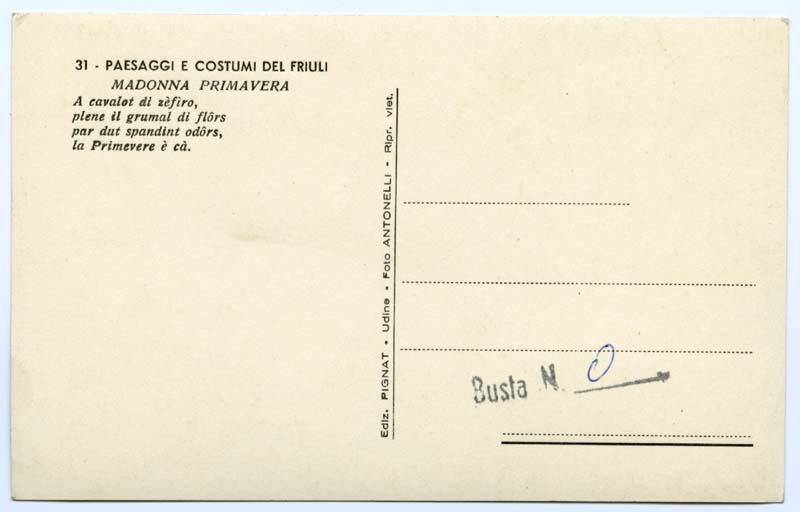 31 - PAESAGGI E COSTUMI DEL FRIULI
MADONNA PRIMAVERA
A cavalot di zèfiro,
plene il grumal di flôrs
par dut spandint odôrs,
la Primevere è cà.
Ediz. PIGNAT - Udine - Foto ANTONELLI - Ripr. viet.
Busta N. 0